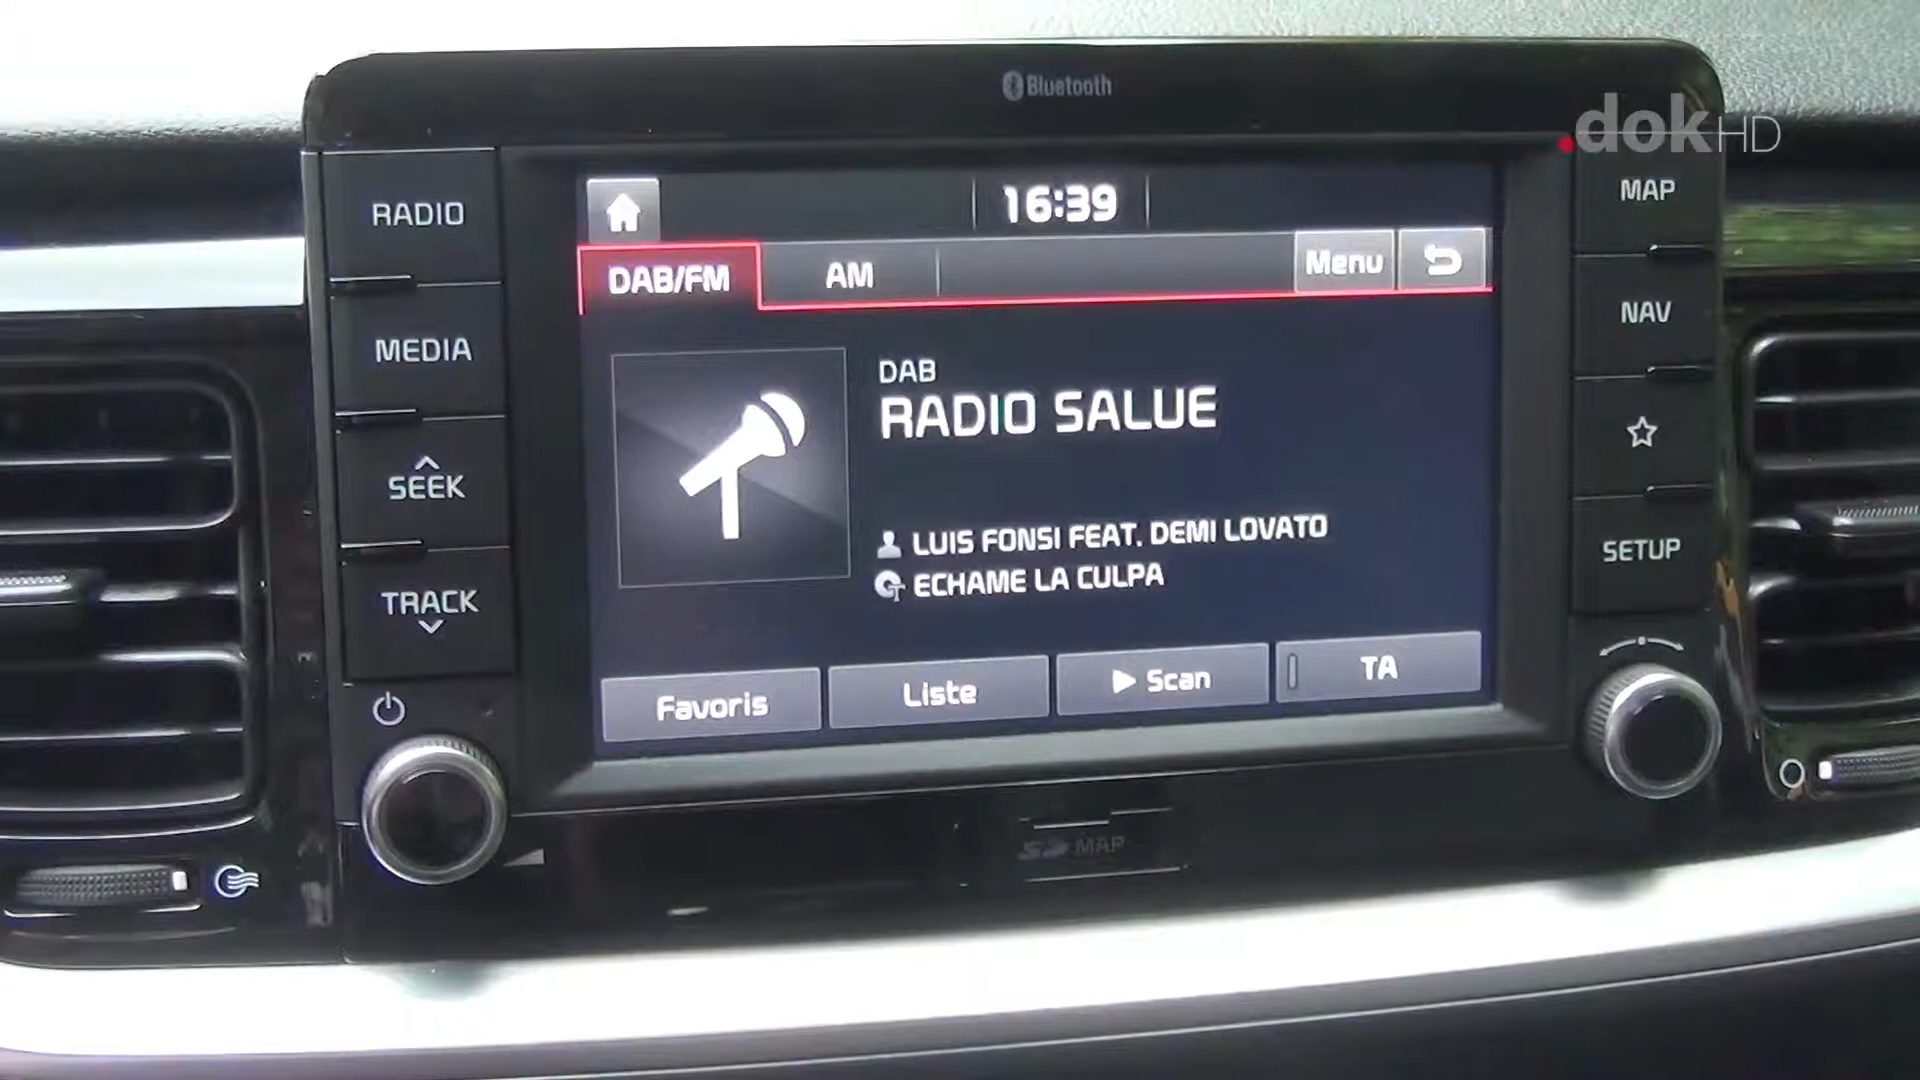 Bluetooth
.dok HD
RADIO
MEDIA
SEEK
TRACK
16:39
DAB/FM
AM
Menu
DAB
RADIO SALUE
LUIS FONSI FEAT. DEMI LOVATO
ECHAME LA CULPA
Favoris
Liste
Scan
TA
MAP
NAV
SETUP
SD MAP